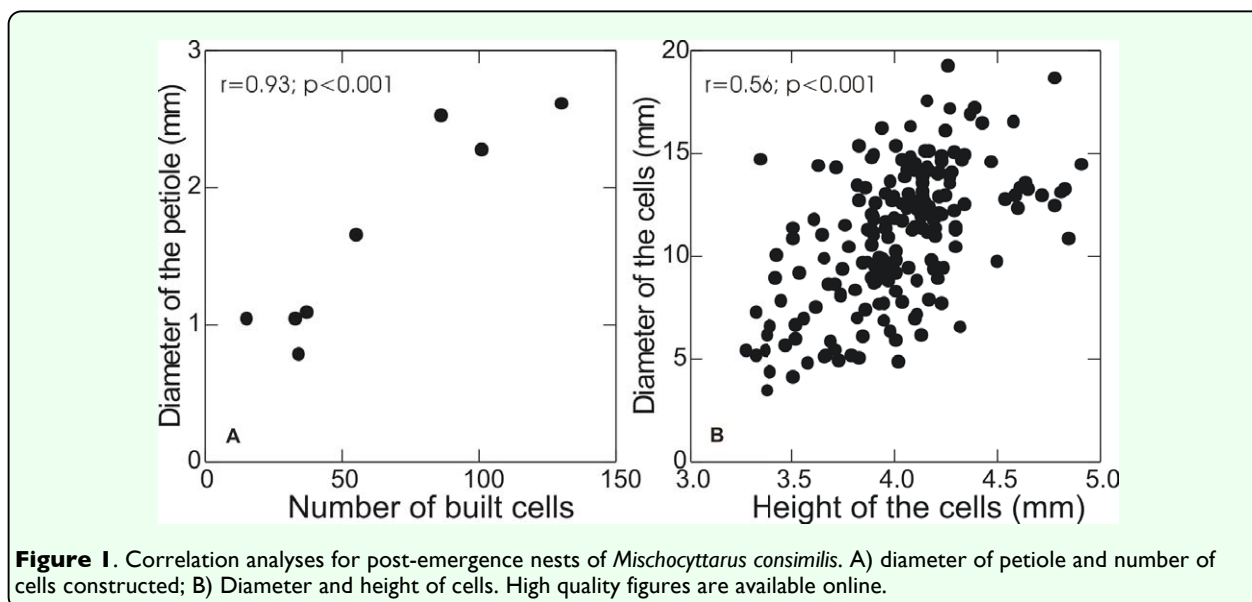 3
r=0.93; p<0.001
2
1
0
Diameter of the petiole (mm)
A
0 50 100 150
Number of built cells
20
r=0.56; p<0.001
15
10
5
0
Diameter of the cells (mm)
B
3.0 3.5 4.0 4.5 5.0
Height of the cells (mm)
Figure 1. Correlation analyses for post-emergence nests of Mischocyttarus consimilis. A) diameter of petiole and number of
cells constructed; B) Diameter and height of cells. High quality figures are available online.